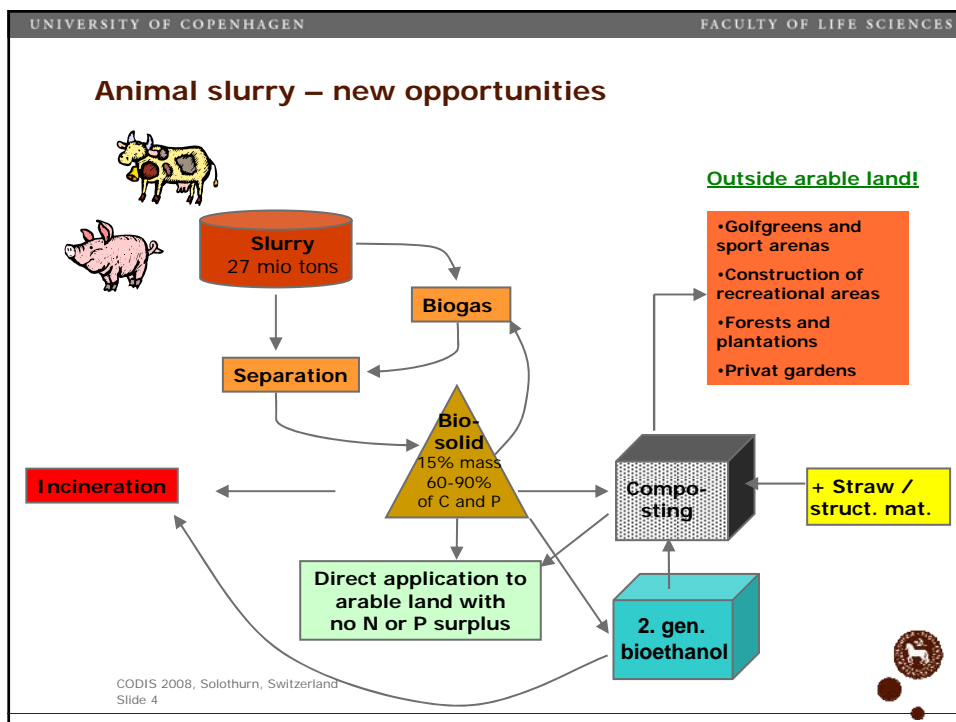 UNIVERSITY OF COPENHAGEN
FACULTY OF LIFE SCIENCES
Animal slurry – new opportunities
Slurry
27 mio tons
Biogas
Separation
Bio-
solid
15% mass
60-90%
of C and P
Incineration
Direct application to
arable land with
no N or P surplus
Outside arable land!
•Golfgreens and
sport arenas
•Construction of
recreational areas
•Forests and
plantations
•Privat gardens
Compo-
sting
+ Straw /
struct. mat.
2. gen.
bioethanol
CODIS 2008, Solothurn, Switzerland
Slide 4